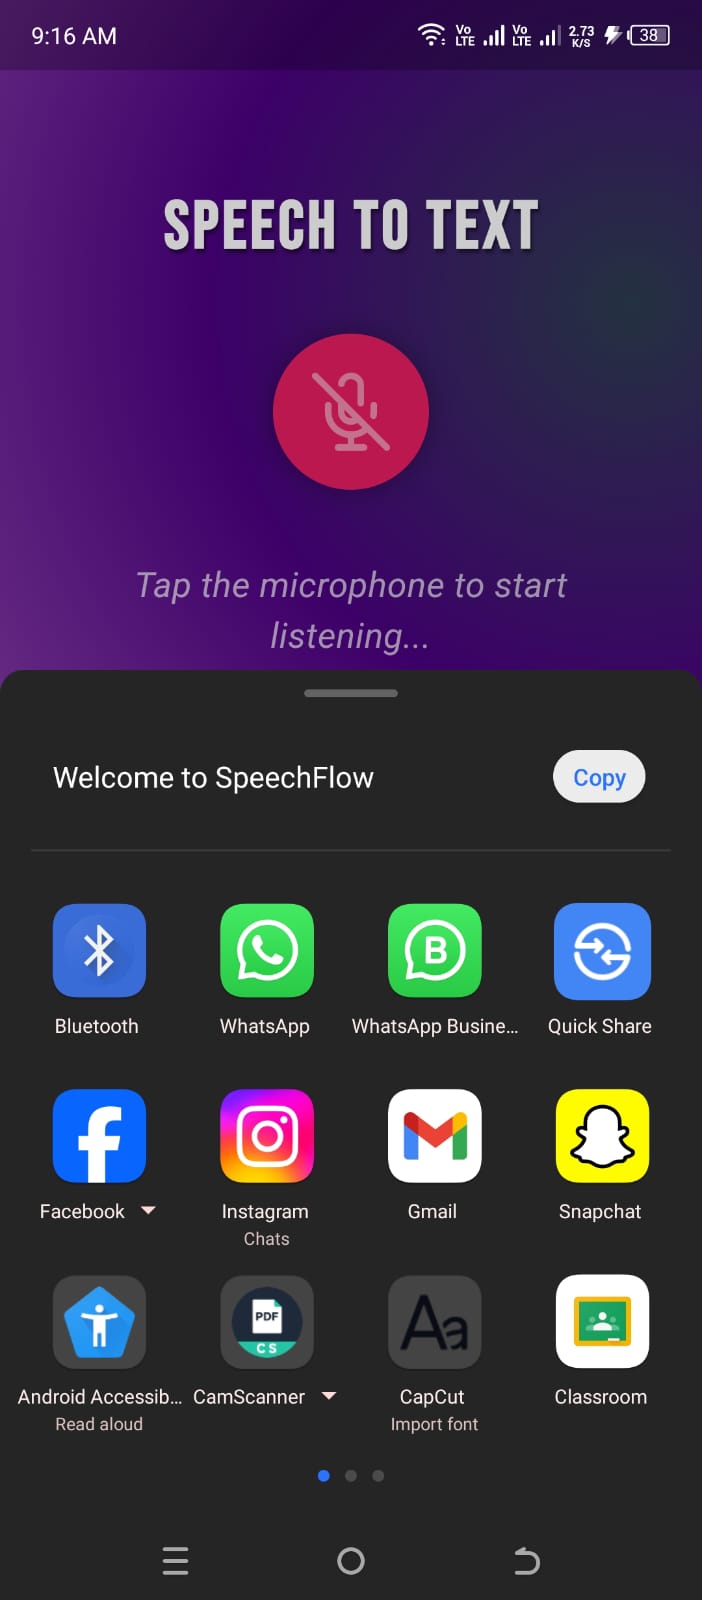 9:16 AM
Vo LTE
Vo LTE
2.73 K/S
38
SPEECH TO TEXT
Tap the microphone to start
listening...
Welcome to SpeechFlow
Copy
Bluetooth
WhatsApp
B
WhatsApp Busine...
Quick Share
Facebook
Instagram
Chats
Gmail
Snapchat
PDF
CS
Aa
Android Accessib...
Read aloud
CamScanner
CapCut
Import font
Classroom